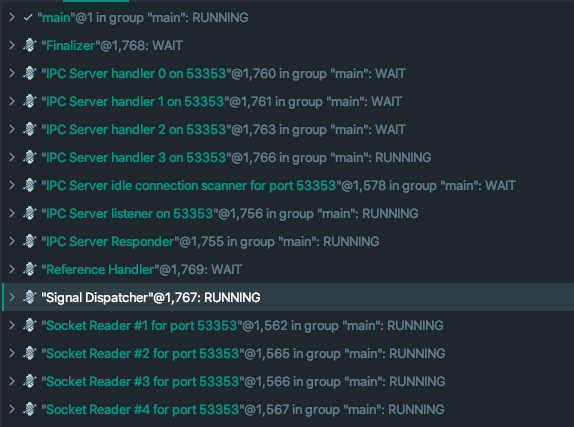 "main"@1 in group "main": RUNNING
"Finalizer"@1,768: WAIT
"IPC Server handler 0 on 53353"@1,760 in group "main": WAIT
"IPC Server handler 1 on 53353"@1,761 in group "main": WAIT
"IPC Server handler 2 on 53353"@1,763 in group "main": WAIT
"IPC Server handler 3 on 53353"@1,766 in group "main": RUNNING
"IPC Server idle connection scanner for port 53353"@1,578 in group "main": WAIT
"IPC Server listener on 53353"@1,756 in group "main": RUNNING
"IPC Server Responder"@1,755 in group "main": RUNNING
"Reference Handler"@1,769: WAIT
"Signal Dispatcher"@1,767: RUNNING
"Socket Reader #1 for port 53353"@1,562 in group "main": RUNNING
"Socket Reader #2 for port 53353"@1,565 in group "main": RUNNING
"Socket Reader #3 for port 53353"@1,566 in group "main": RUNNING
"Socket Reader #4 for port 53353"@1,567 in group "main": RUNNING